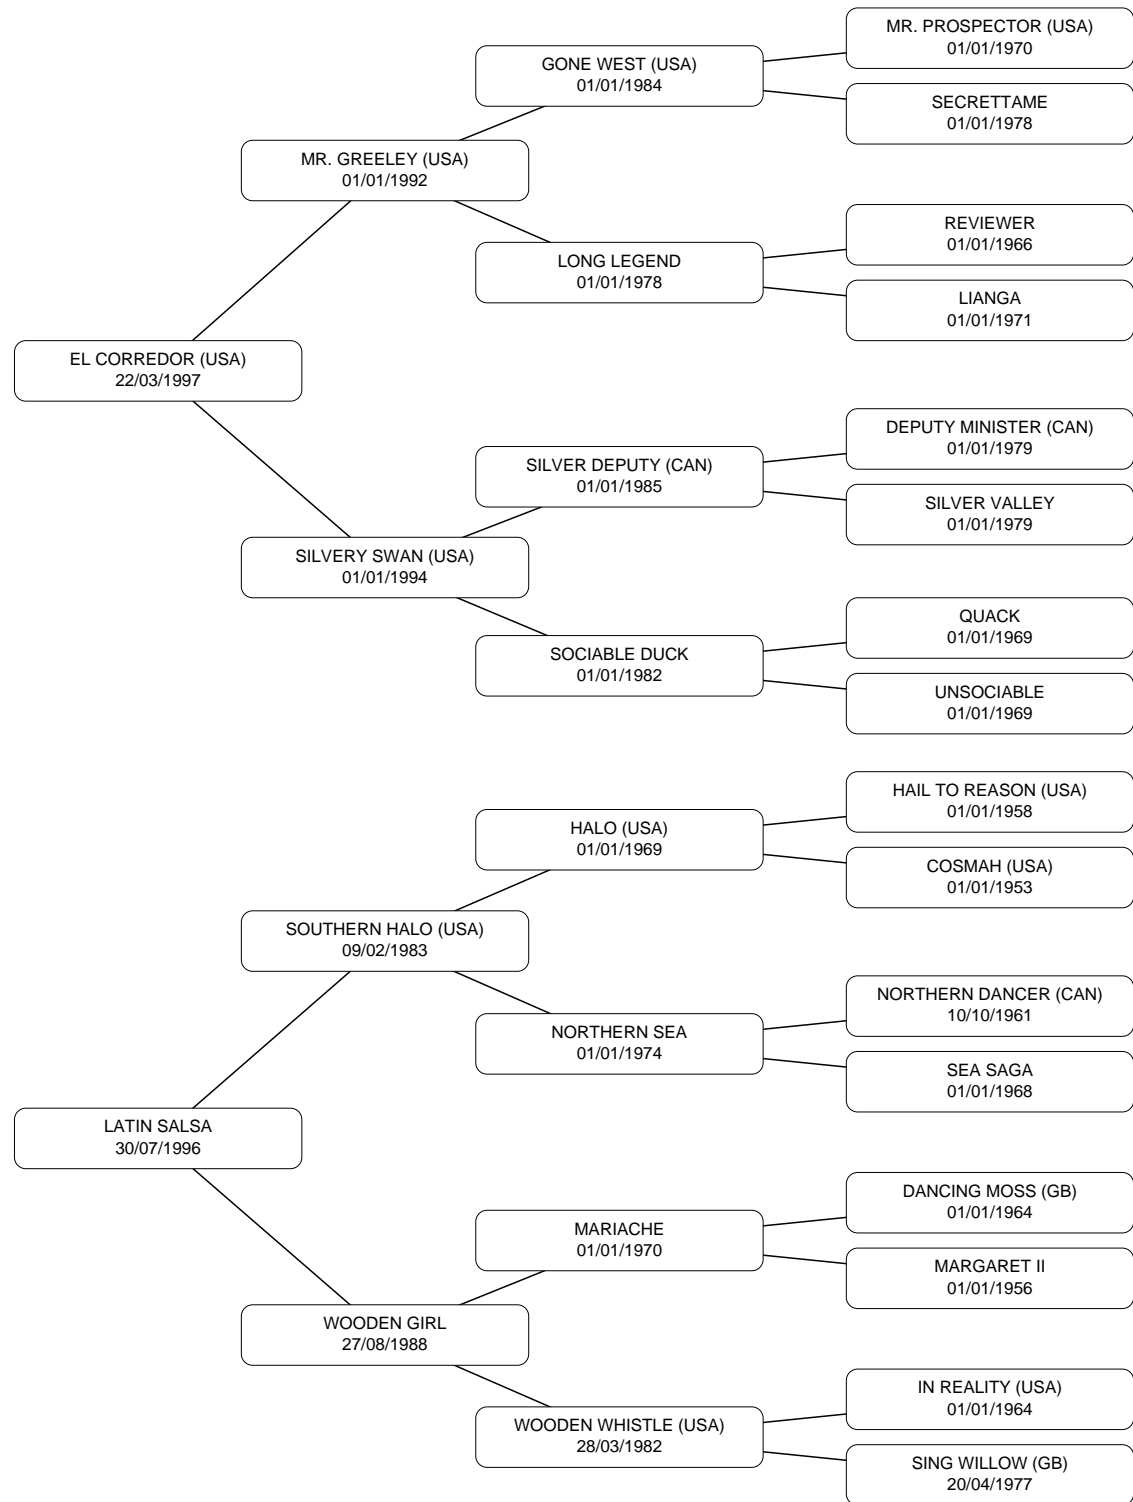 MR. PROSPECTOR (USA)
01/01/1970
GONE WEST (USA)
01/01/1984
SECRETTAME
01/01/1978
MR. GREELEY (USA)
01/01/1992
REVIEWER
01/01/1966
LONG LEGEND
01/01/1978
LIANGA
01/01/1971
EL CORREDOR (USA)
22/03/1997
DEPUTY MINISTER (CAN)
01/01/1979
SILVER DEPUTY (CAN)
01/01/1985
SILVER VALLEY
01/01/1979
SILVERY SWAN (USA)
01/01/1994
QUACK
01/01/1969
SOCIABLE DUCK
01/01/1982
UNSOCIABLE
01/01/1969
HAIL TO REASON (USA)
01/01/1958
HALO (USA)
01/01/1969
COSMAH (USA)
01/01/1953
SOUTHERN HALO (USA)
09/02/1983
NORTHERN DANCER (CAN)
10/10/1961
NORTHERN SEA
01/01/1974
SEA SAGA
01/01/1968
LATIN SALSA
30/07/1996
DANCING MOSS (GB)
01/01/1964
MARIACHE
01/01/1970
MARGARET II
01/01/1956
WOODEN GIRL
27/08/1988
IN REALITY (USA)
01/01/1964
WOODEN WHISTLE (USA)
28/03/1982
SING WILLOW (GB)
20/04/1977